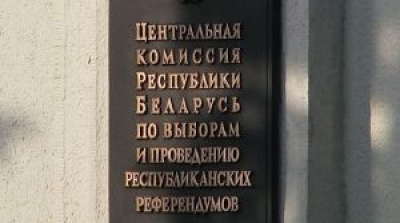 Центральная
комиссия
Республики
Беларусь
по выборам
и проведению
республиканских
референдумов